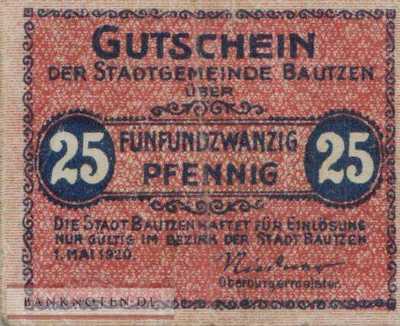 GUTSCHEIN
DER STADTGEMEINDE BAUTZEN
ÜBER
25 FÜNFUNDZWANZIG 25
PFENNIG
DIE STADT BAUTZEN HAFTET FÜR EINLÖSUNG
NUR GÜLTIG IM BEZIRK DER STADT BAUTZEN
1. MAI 1920.
Oberbürgermeister.
BANKNOTEN.DE